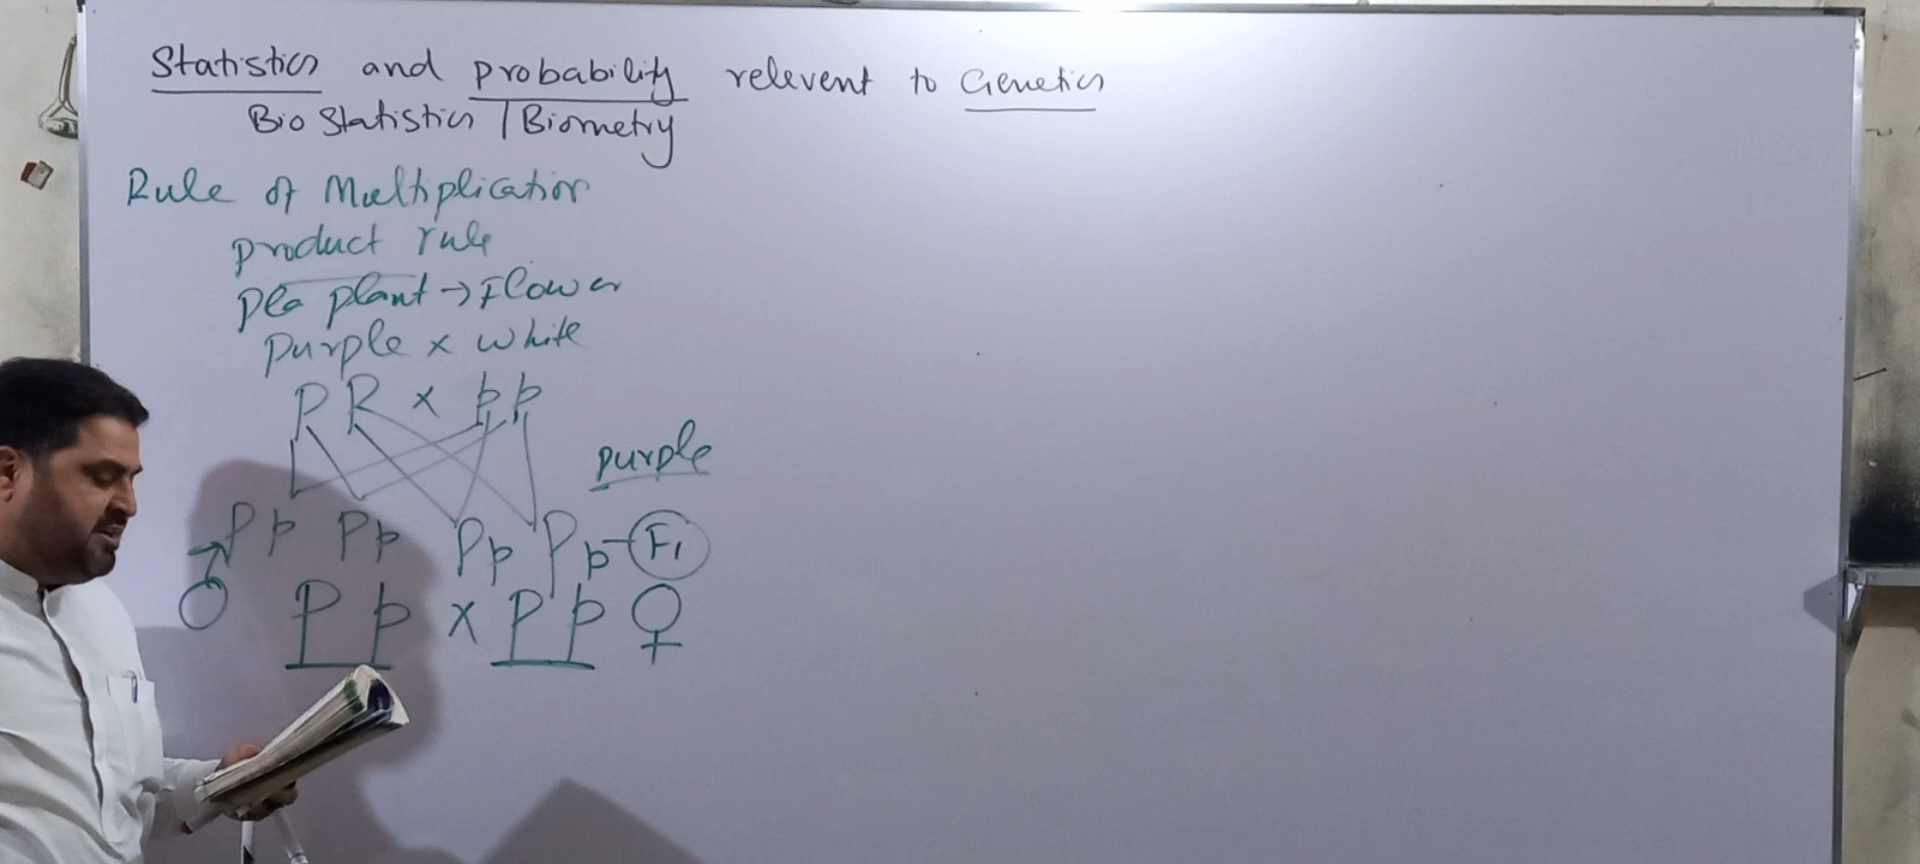 Statistics and probability relevent to Genetics
Bio Statistics / Biometry
Rule of Multiplication
product rule
Pea plant → Flower
Purple x white
PP x pp
purple
Pp Pp Pp Pp - F1
♂ Pp x Pp ♀